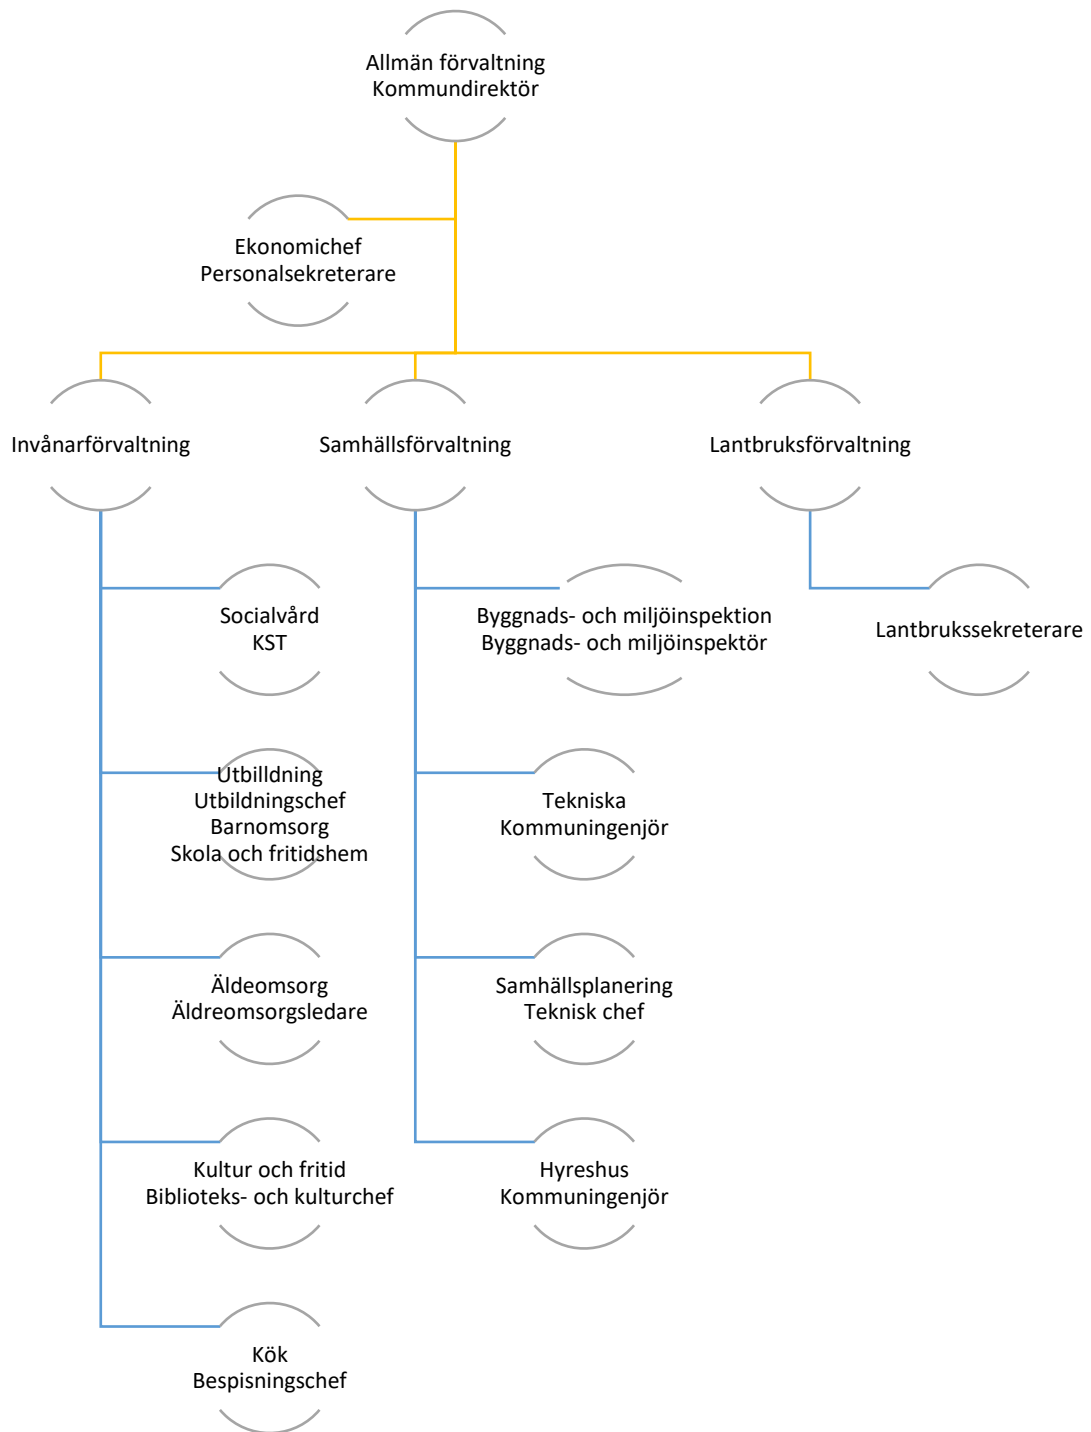 Allmän förvaltning
Kommundirektör
Ekonomichef
Personalsekreterare
Invånarförvaltning
Samhällsförvaltning
Lantbruksförvaltning
Socialvård
KST
Byggnads- och miljöinspektion
Byggnads- och miljöinspektör
Lantbrukssekreterare
Utbilldning
Utbildningschef
Barnomsorg
Skola och fritidshem
Tekniska
Kommuningenjör
Äldeomsorg
Äldreomsorgsledare
Samhällsplanering
Teknisk chef
Kultur och fritid
Biblioteks- och kulturchef
Hyreshus
Kommuningenjör
Kök
Bespisningschef